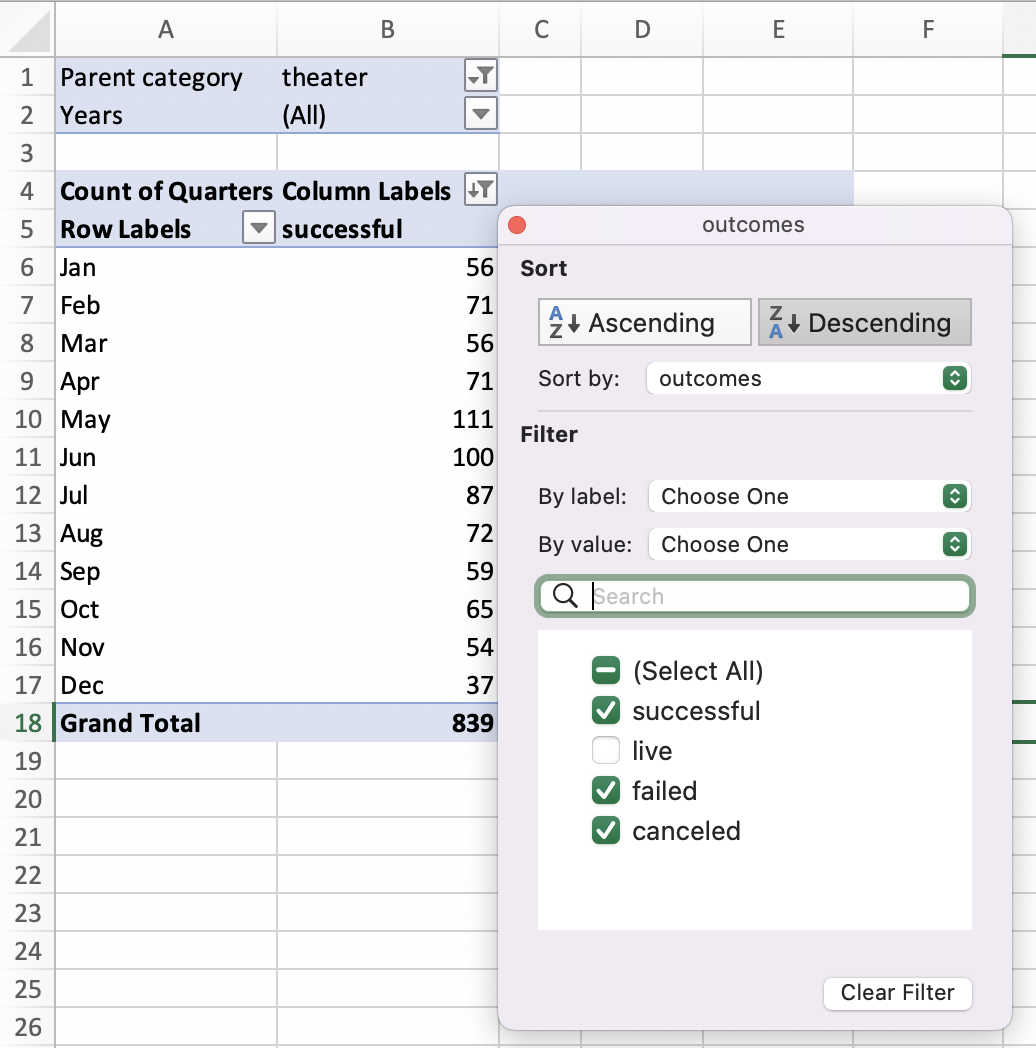 A B C D E F
1 Parent category theater
2 Years (All)
3
4 Count of Quarters Column Labels
5 Row Labels successful
6 Jan 56
7 Feb 71
8 Mar 56
9 Apr 71
10 May 111
11 Jun 100
12 Jul 87
13 Aug 72
14 Sep 59
15 Oct 65
16 Nov 54
17 Dec 37
18 Grand Total 839
19
20
21
22
23
24
25
26
outcomes
Sort
A Z Ascending Z A Descending
Sort by: outcomes
Filter
By label: Choose One
By value: Choose One
Search
(Select All)
successful
live
failed
canceled
Clear Filter